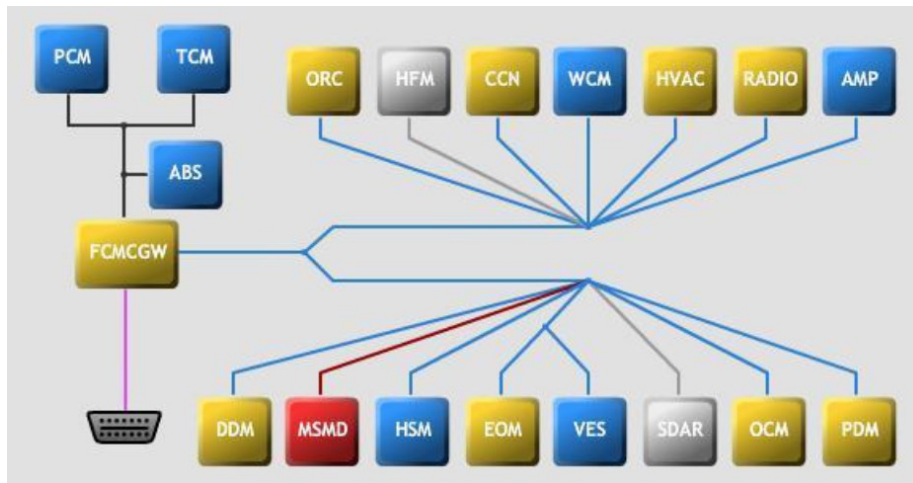 PCM
TCM
ORC
HFM
CCN
WCM
HVAC
RADIO
AMP
ABS
FCMCGW
DDM
MSMD
HSM
EOM
VES
SDAR
OCM
PDM